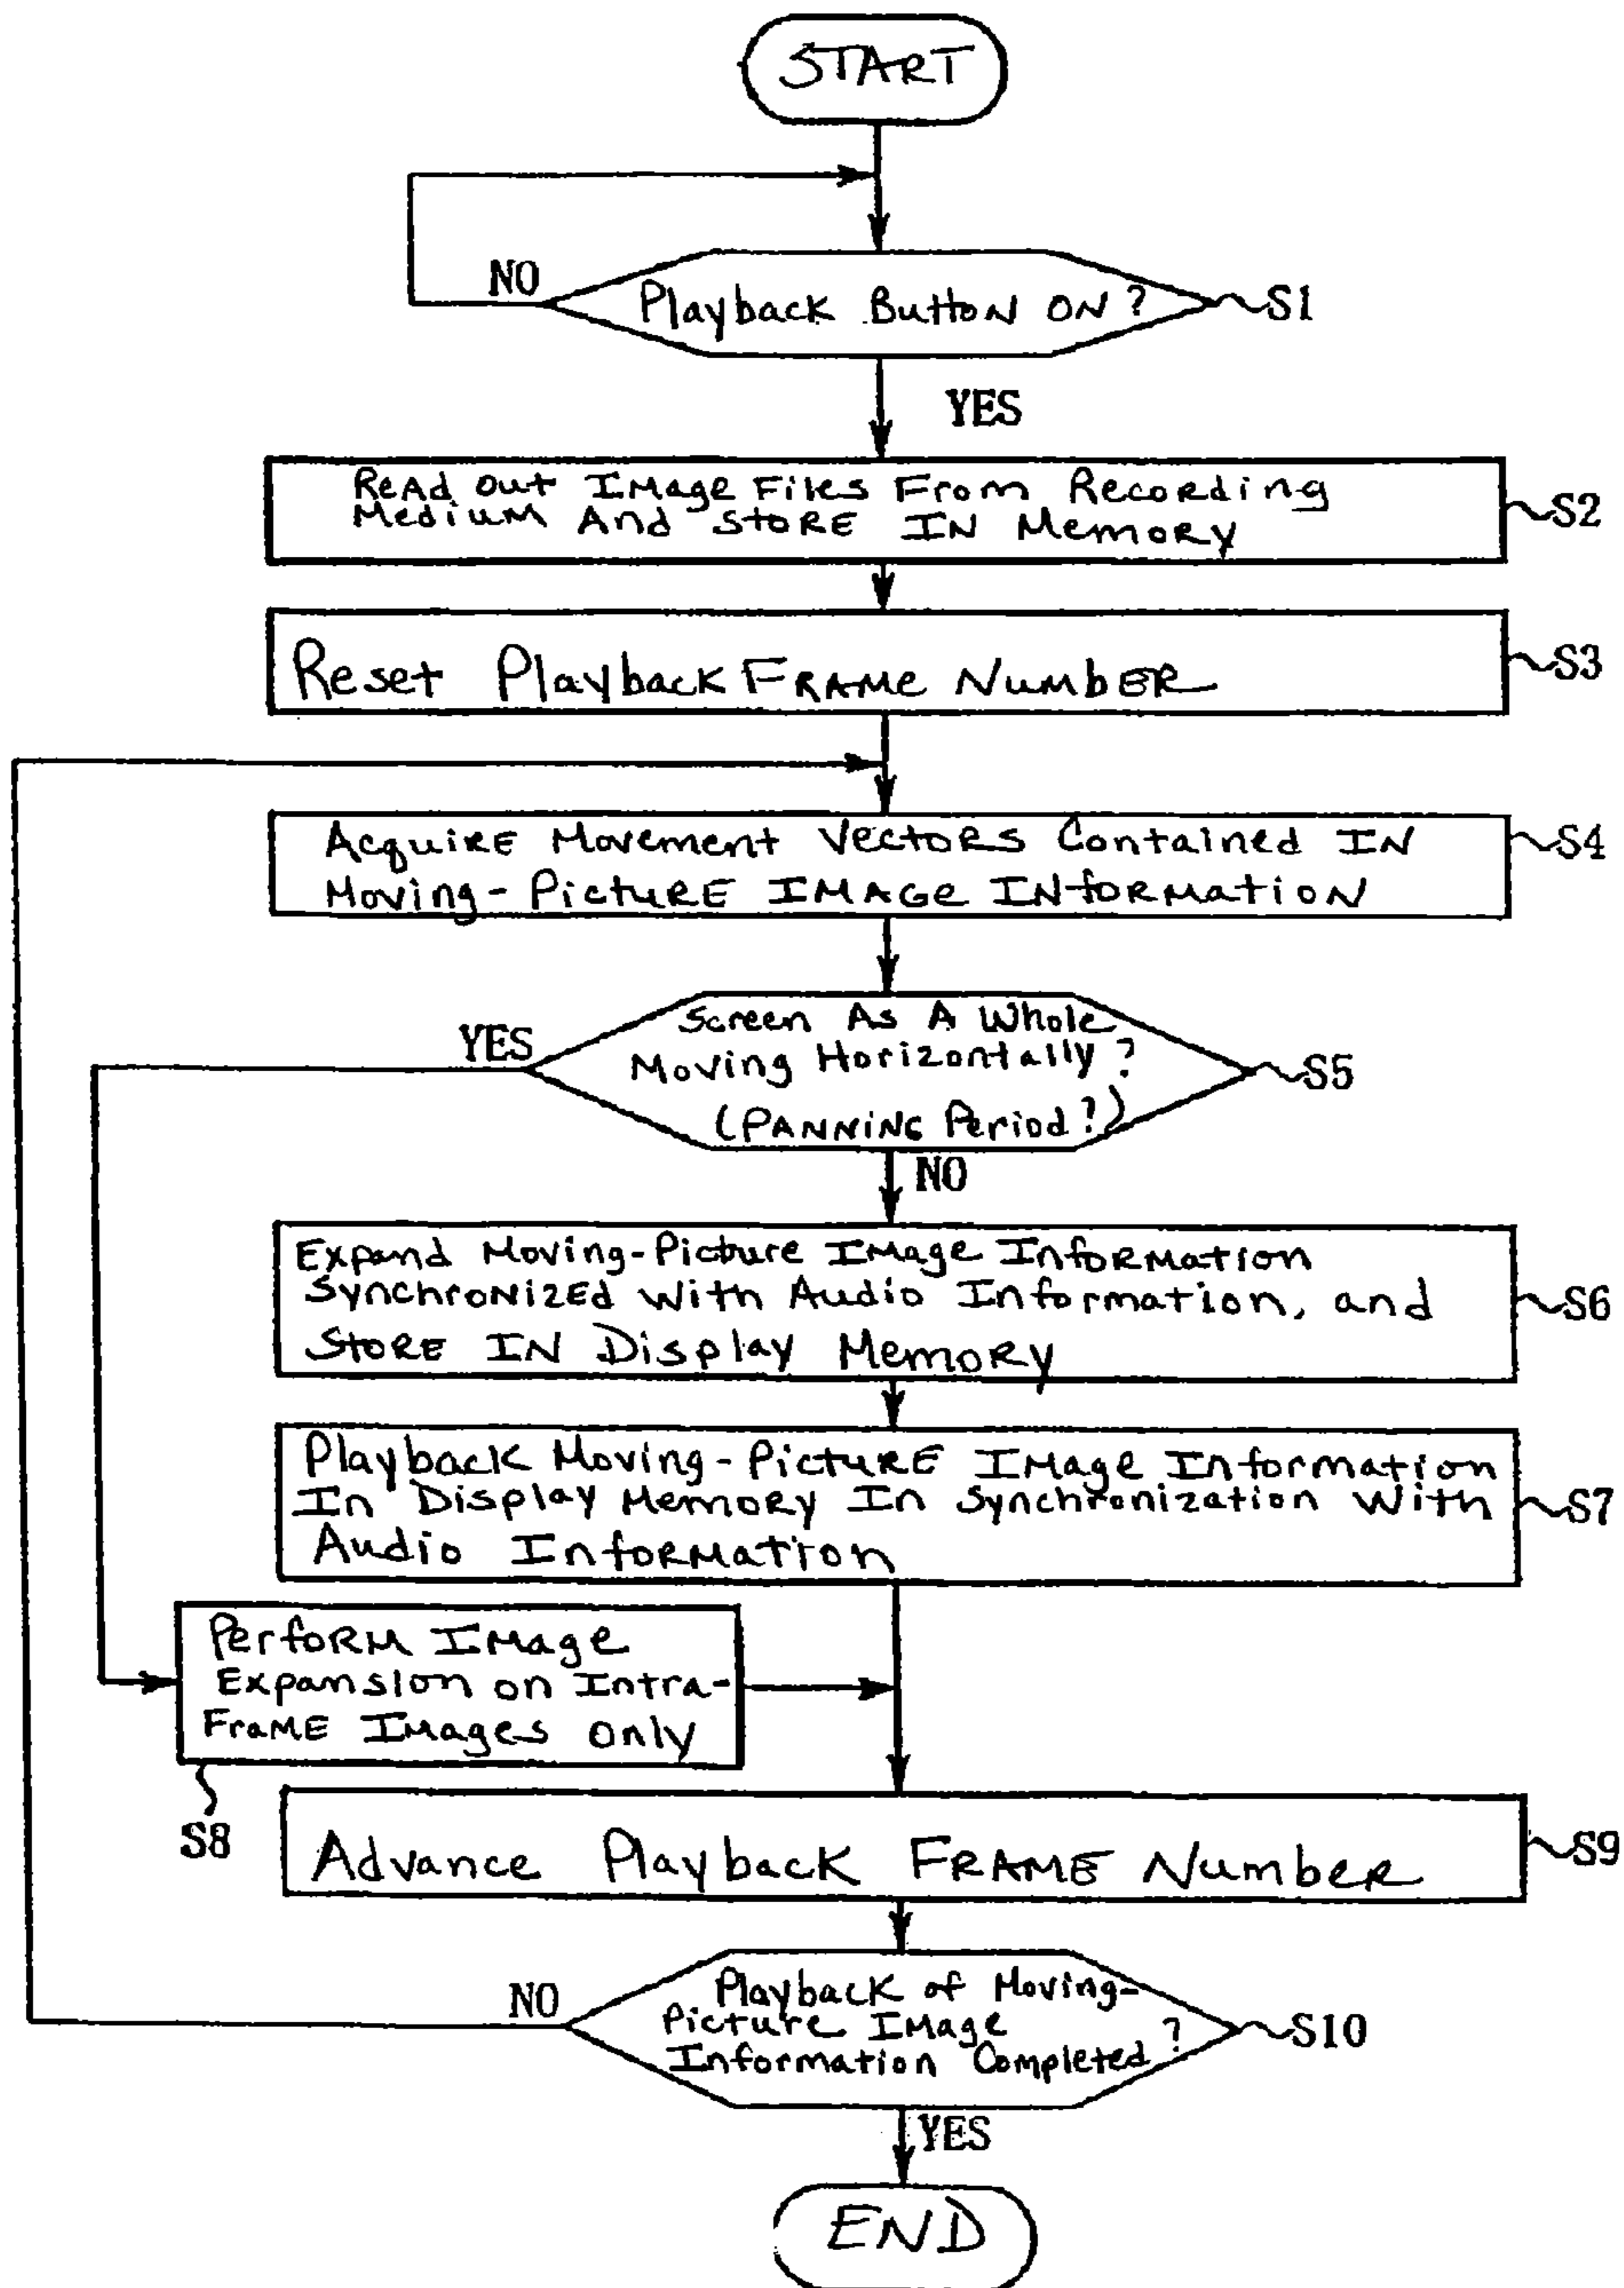 START
NO
Playback Button ON ?
S1
YES
Read Out Image Files From Recording
Medium And Store In Memory
S2
Reset Playback Frame Number
S3
Acquire Movement Vectors Contained In
Moving-Picture Image Information
S4
YES
Screen As A Whole
Moving Horizontally ?
(Panning Period ?)
S5
NO
Expand Moving-Picture Image Information
Synchronized With Audio Information, and
Store In Display Memory
S6
Playback Moving-Picture Image Information
In Display Memory In Synchronization With
Audio Information
S7
Perform Image
Expansion on Intra-
Frame Images Only
S8
Advance Playback Frame Number
S9
NO
Playback of Moving-
Picture Image
Information Completed ?
S10
YES
END